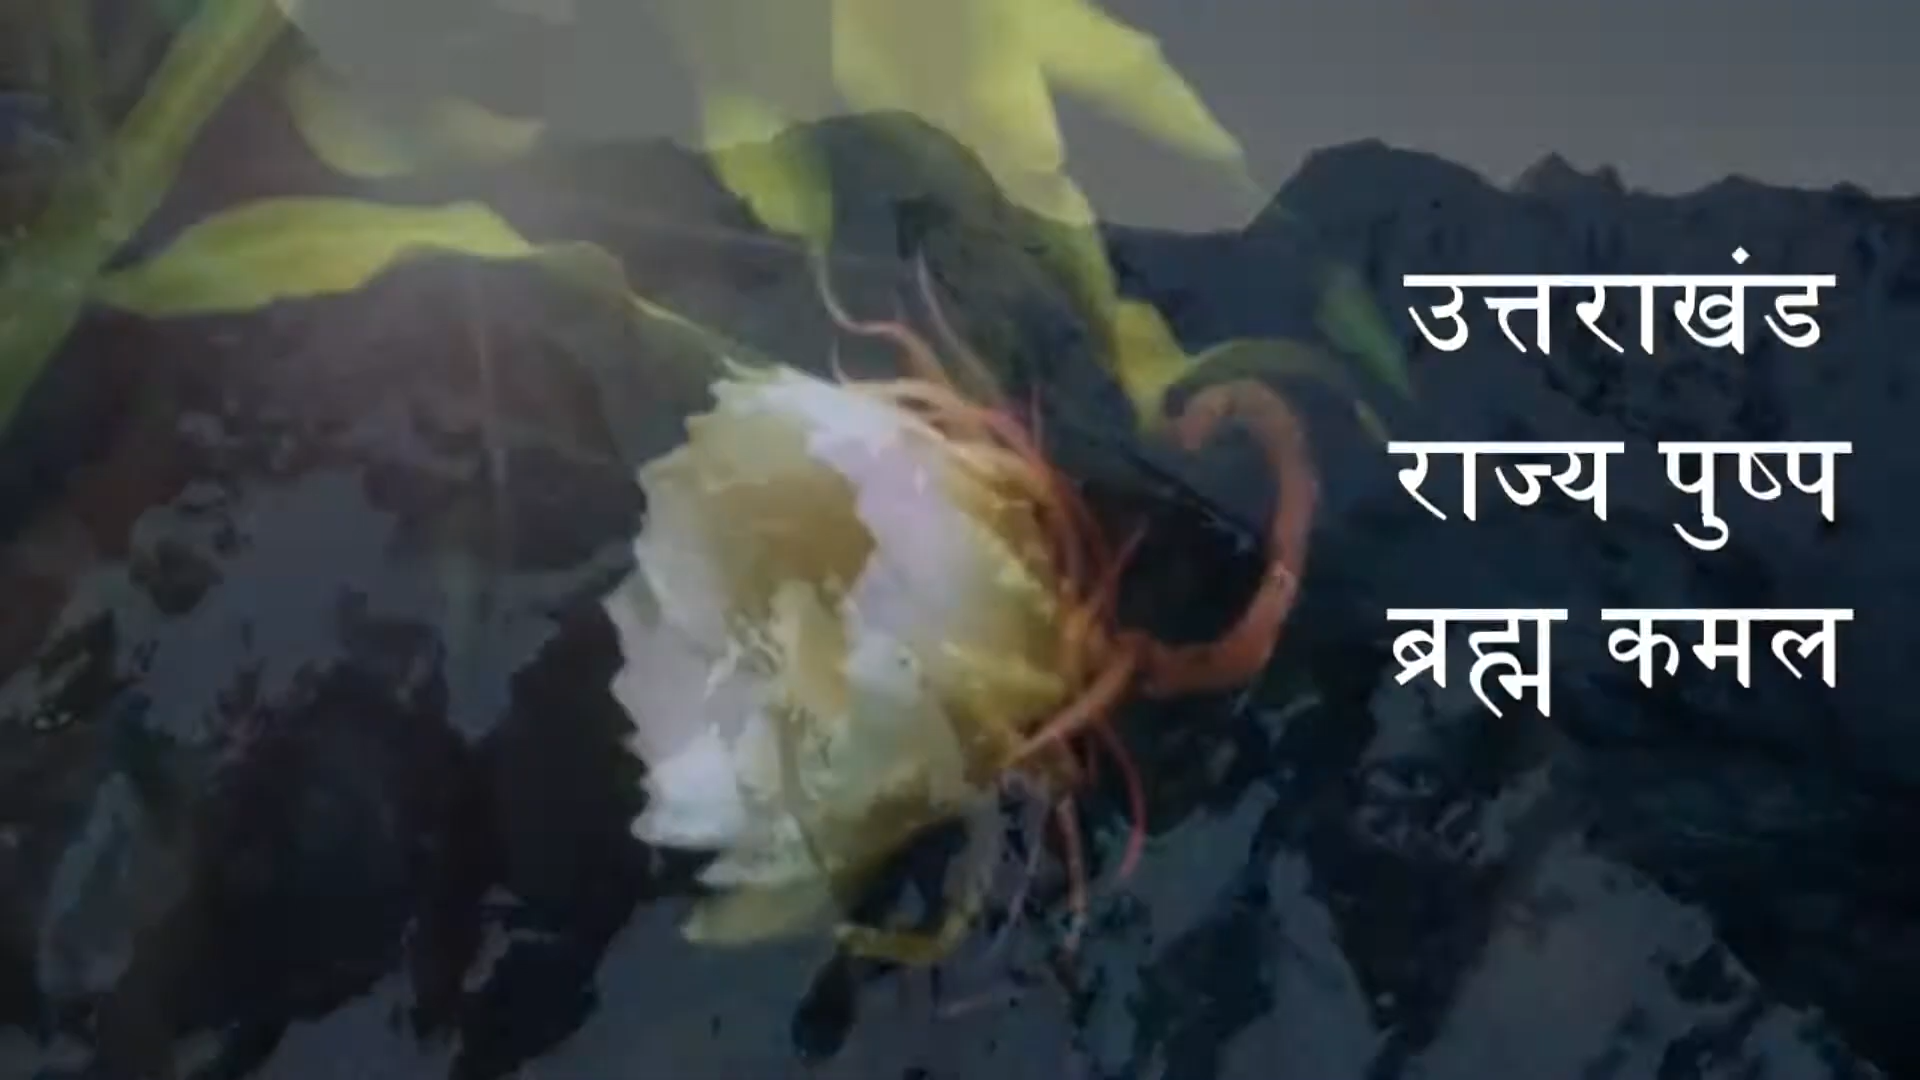 उत्तराखंड
राज्य पुष्प
ब्रह्म कमल